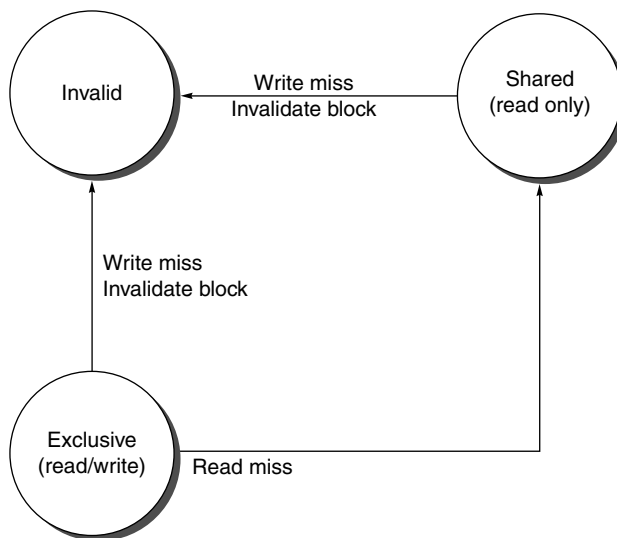 Invalid
Write miss
Invalidate block
Shared
(read only)
Write miss
Invalidate block
Exclusive
(read/write)
Read miss